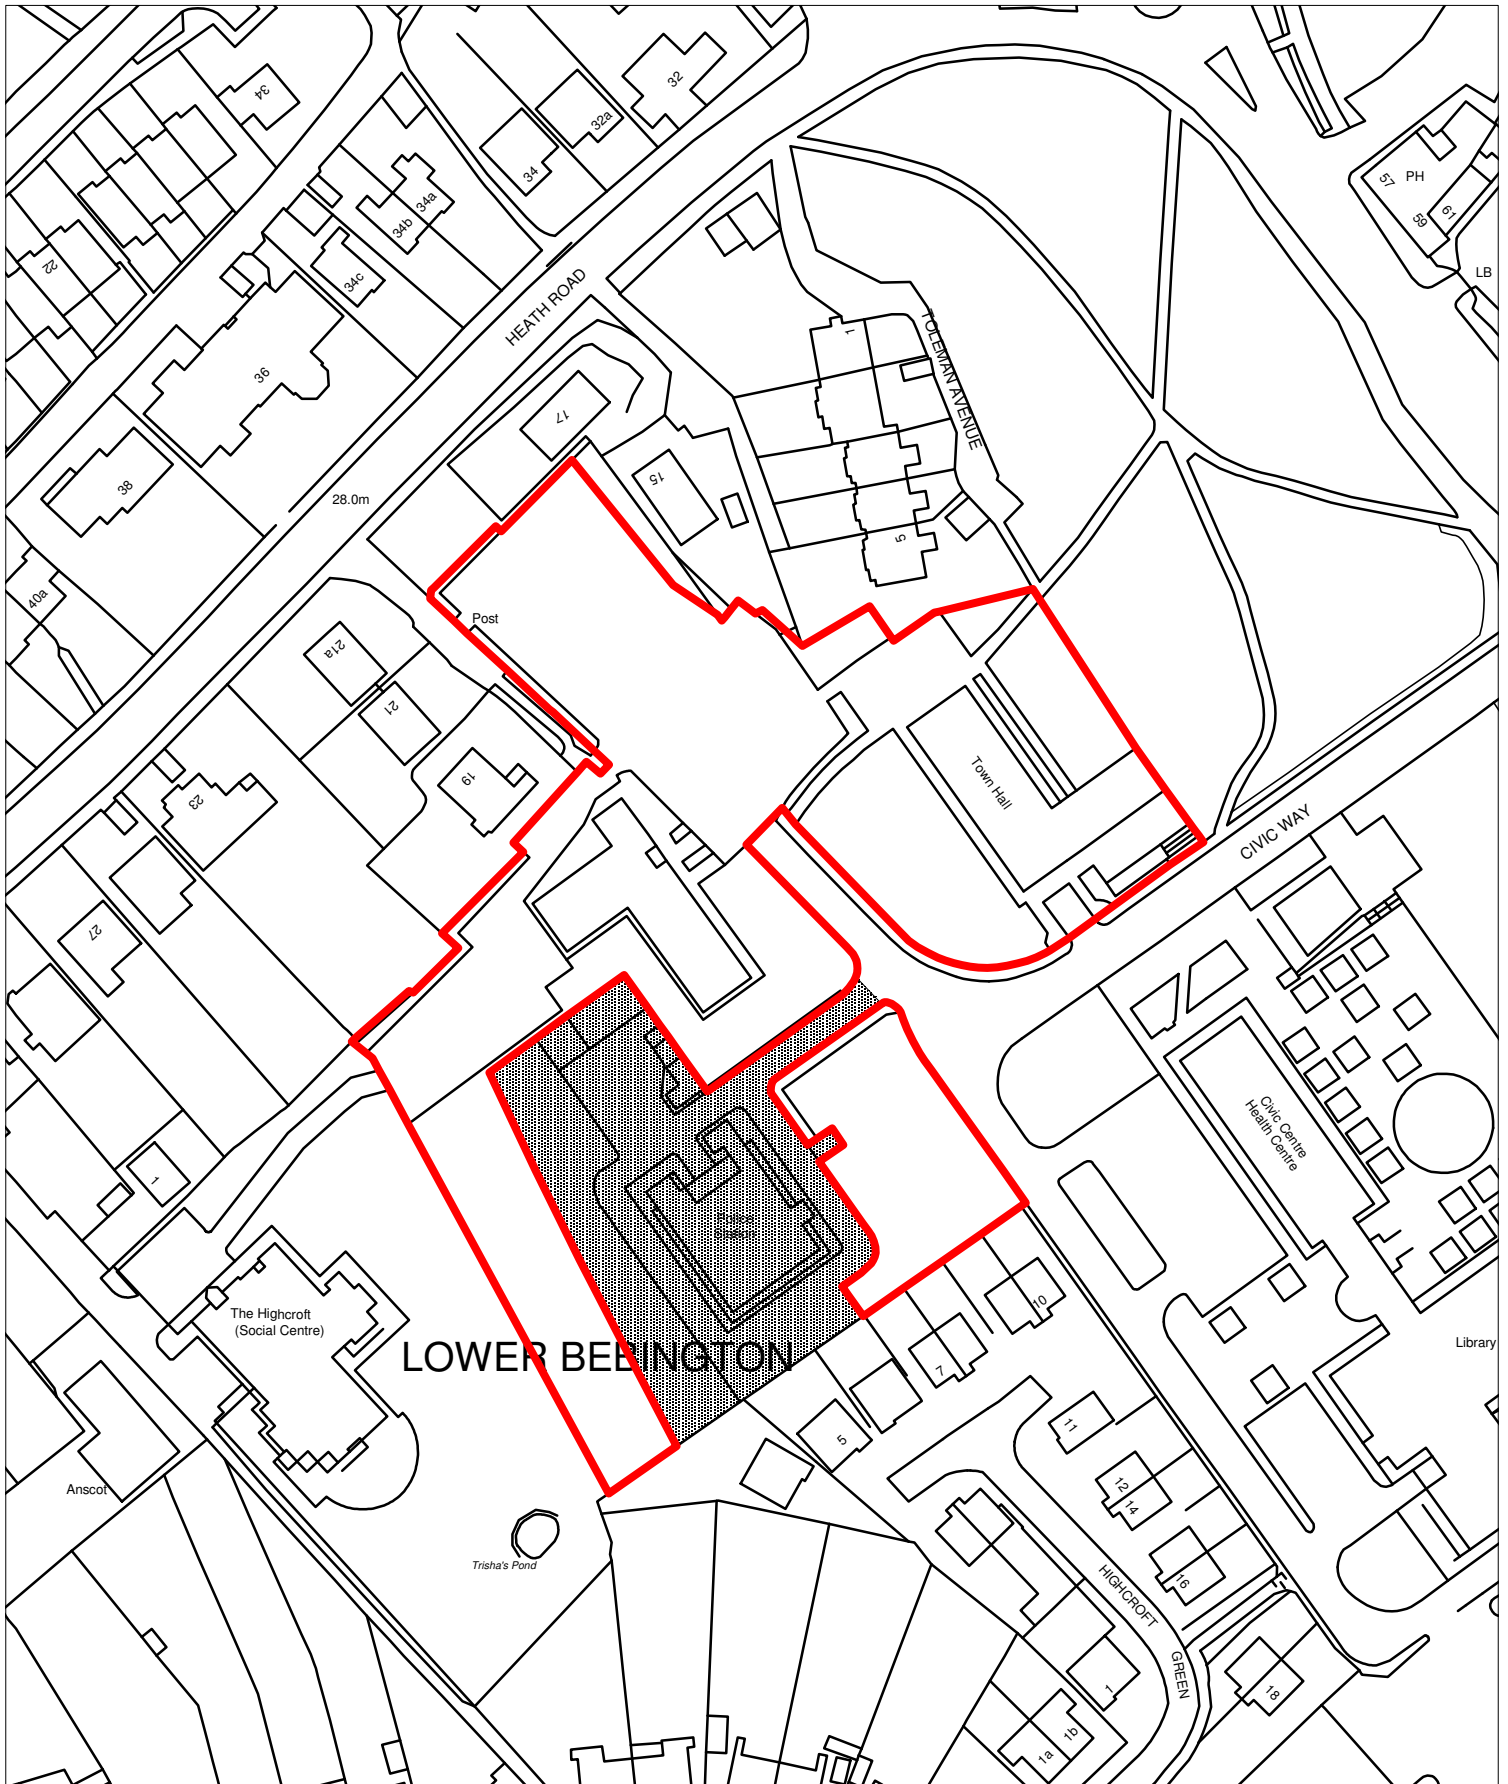 34
32
32a
34
34a
34b
34c
22
36
HEATH ROAD
57
PH
59
61
LB
TOLEMAN AVENUE
1
17
38
28.0m
15
5
40a
Post
21a
21
19
23
Town Hall
CIVIC WAY
27
Civic Centre
Health Centre
1
The Highcroft
(Social Centre)
LOWER BEBINGTON
10
7
5
11
12
14
16
Library
Anscot
Trisha's Pond
HIGHCROFT
GREEN
1
18
1b
1a